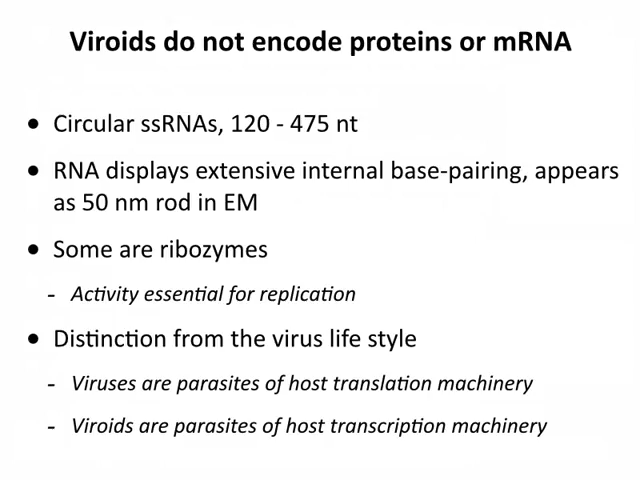 Viroids do not encode proteins or mRNA
• Circular ssRNAs, 120 - 475 nt
• RNA displays extensive internal base-pairing, appears
as 50 nm rod in EM
• Some are ribozymes
- Activity essential for replication
• Distinction from the virus life style
- Viruses are parasites of host translation machinery
- Viroids are parasites of host transcription machinery